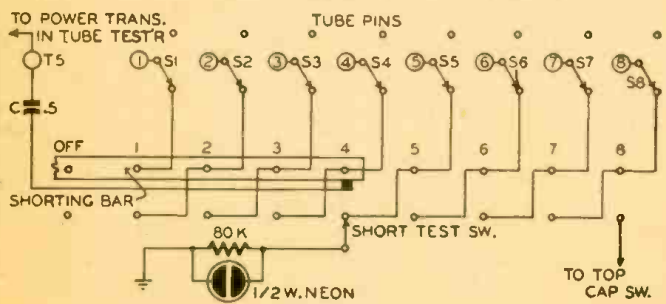 TO POWER TRANS.
IN TUBE TEST'R
TUBE PINS
T5
1 S1
2 S2
3 S3
4 S4
5 S5
6 S6
7 S7
8
S8
C .5
OFF 1 2 3 4 5 6 7 8
SHORTING BAR
80 K
SHORT TEST SW.
1/2 W. NEON
TO TOP
CAP SW.